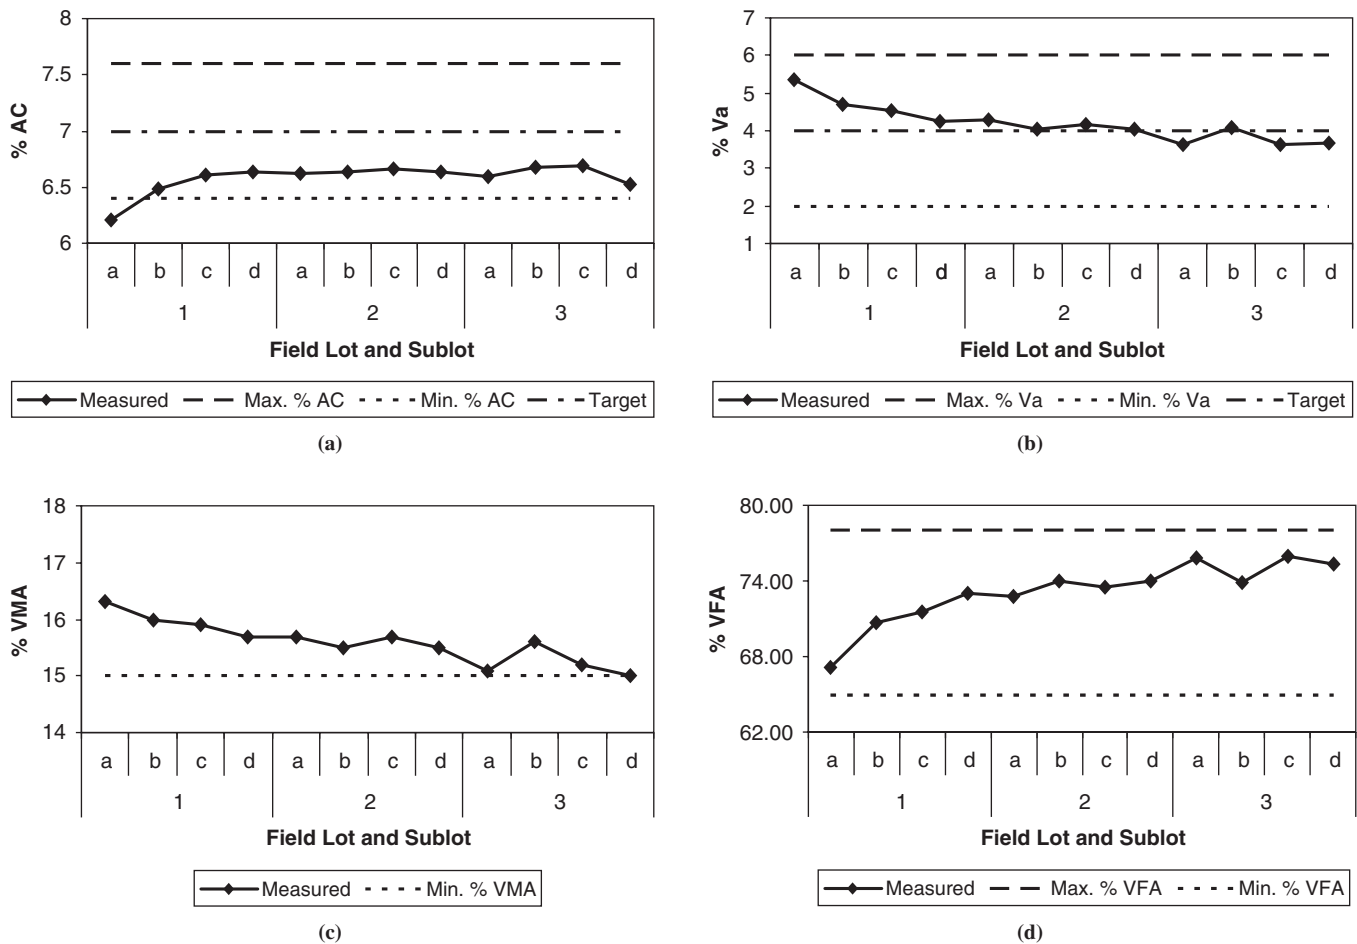 8
7.5
7
6.5
6
% AC
a b c d a b c d a b c d
1 2 3
Field Lot and Sublot
Measured Max. % AC Min. % AC Target
(a)
7
6
5
4
3
2
1
% Va
a b c d a b c d a b c d
1 2 3
Field Lot and Sublot
Measured Max. % Va Min. % Va Target
(b)
18
17
16
15
14
% VMA
a b c d a b c d a b c d
1 2 3
Field Lot and Sublot
Measured Min. % VMA
(c)
80.00
74.00
68.00
62.00
% VFA
a b c d a b c d a b c d
1 2 3
Field Lot and Sublot
Measured Max. % VFA Min. % VFA
(d)